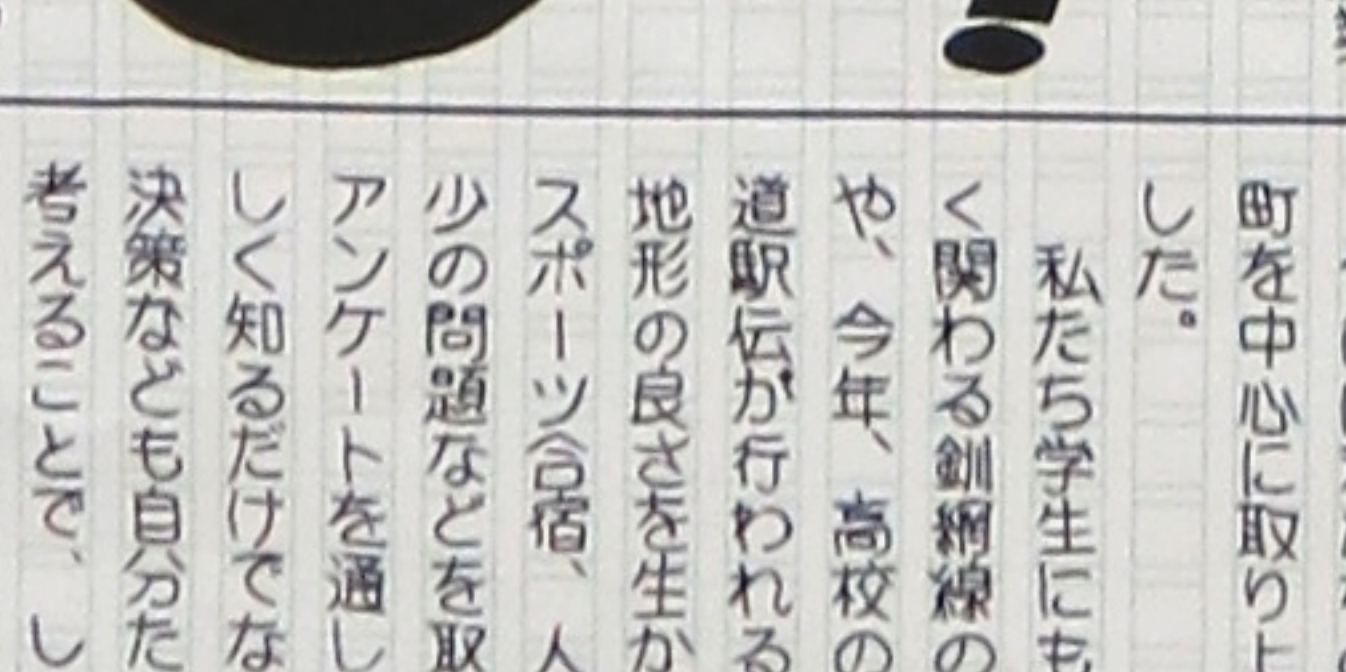 町を中心に取り上
した。
私たち学生にも
く関わる釧網線の
や、今年、高校の
道駅伝が行われる
地形の良さを生か
スポーツ合宿、人
少の問題などを取
アンケートを通し
しく知るだけでな
決策なども自分た
考えることで、し